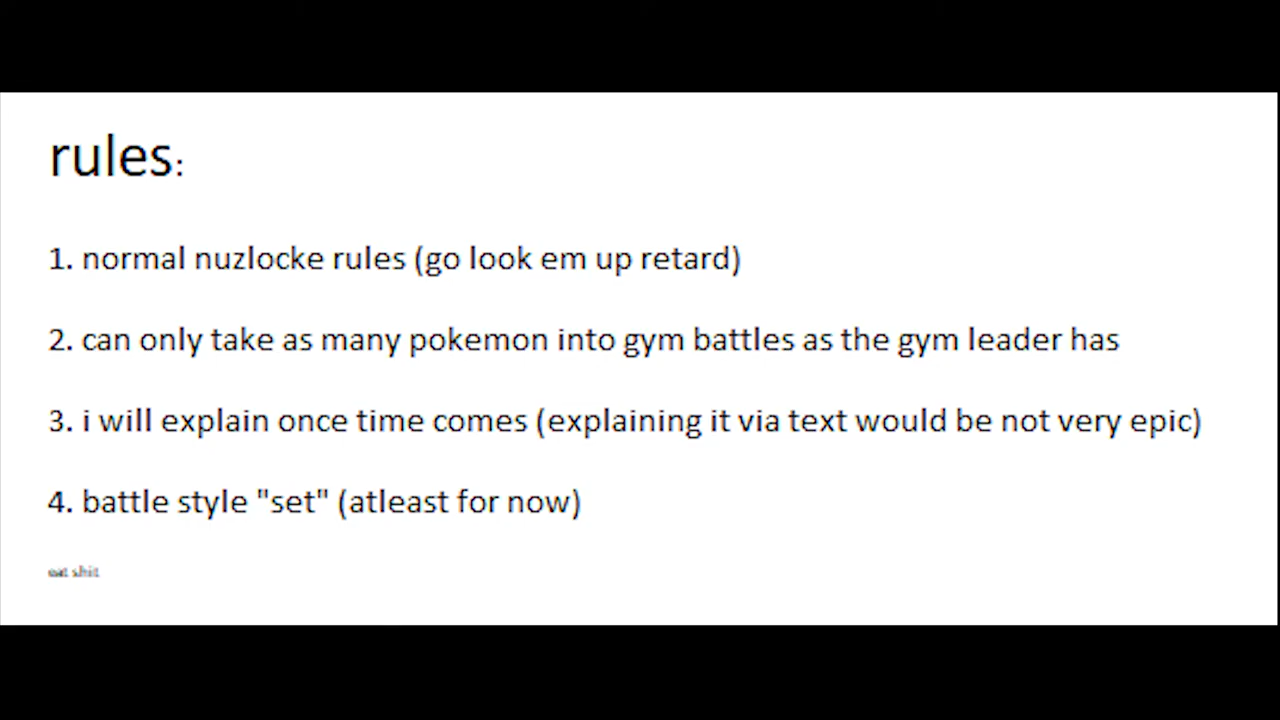 rules:
1. normal nuzlocke rules (go look em up retard)
2. can only take as many pokemon into gym battles as the gym leader has
3. i will explain once time comes (explaining it via text would be not very epic)
4. battle style "set" (atleast for now)
eat shit